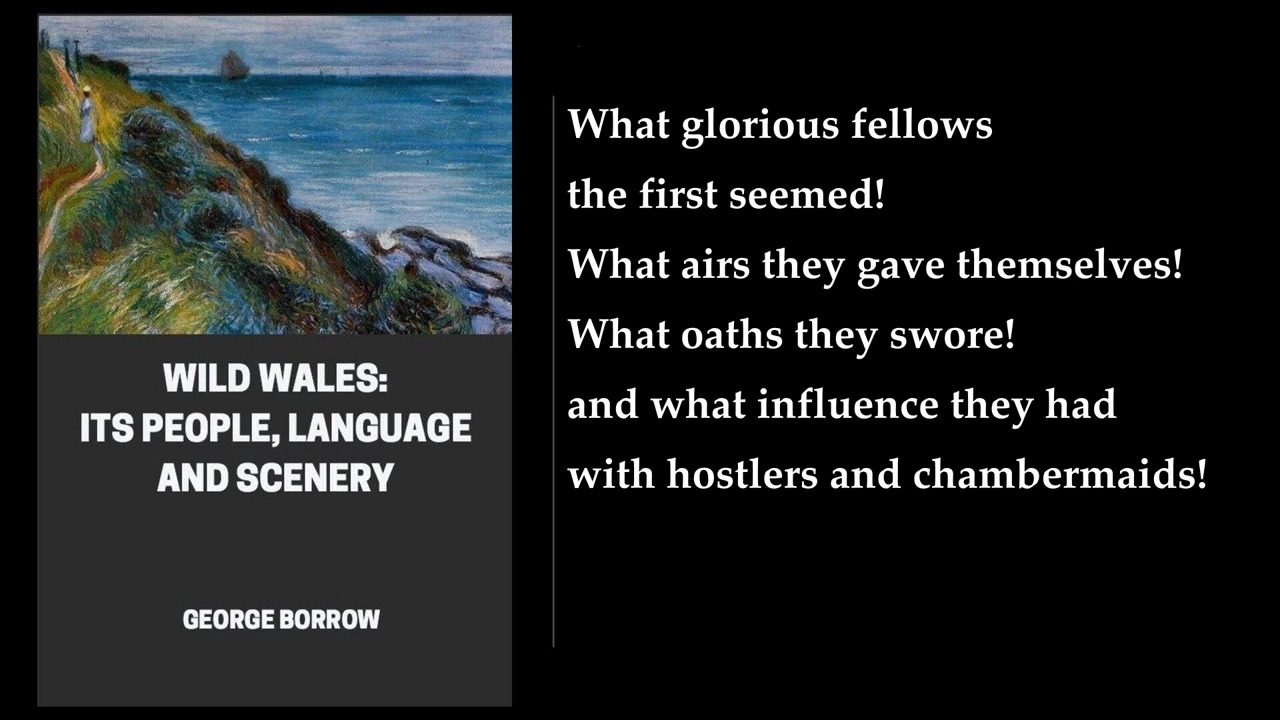 WILD WALES:
ITS PEOPLE, LANGUAGE
AND SCENERY
GEORGE BORROW
What glorious fellows
the first seemed!
What airs they gave themselves!
What oaths they swore!
and what influence they had
with hostlers and chambermaids!